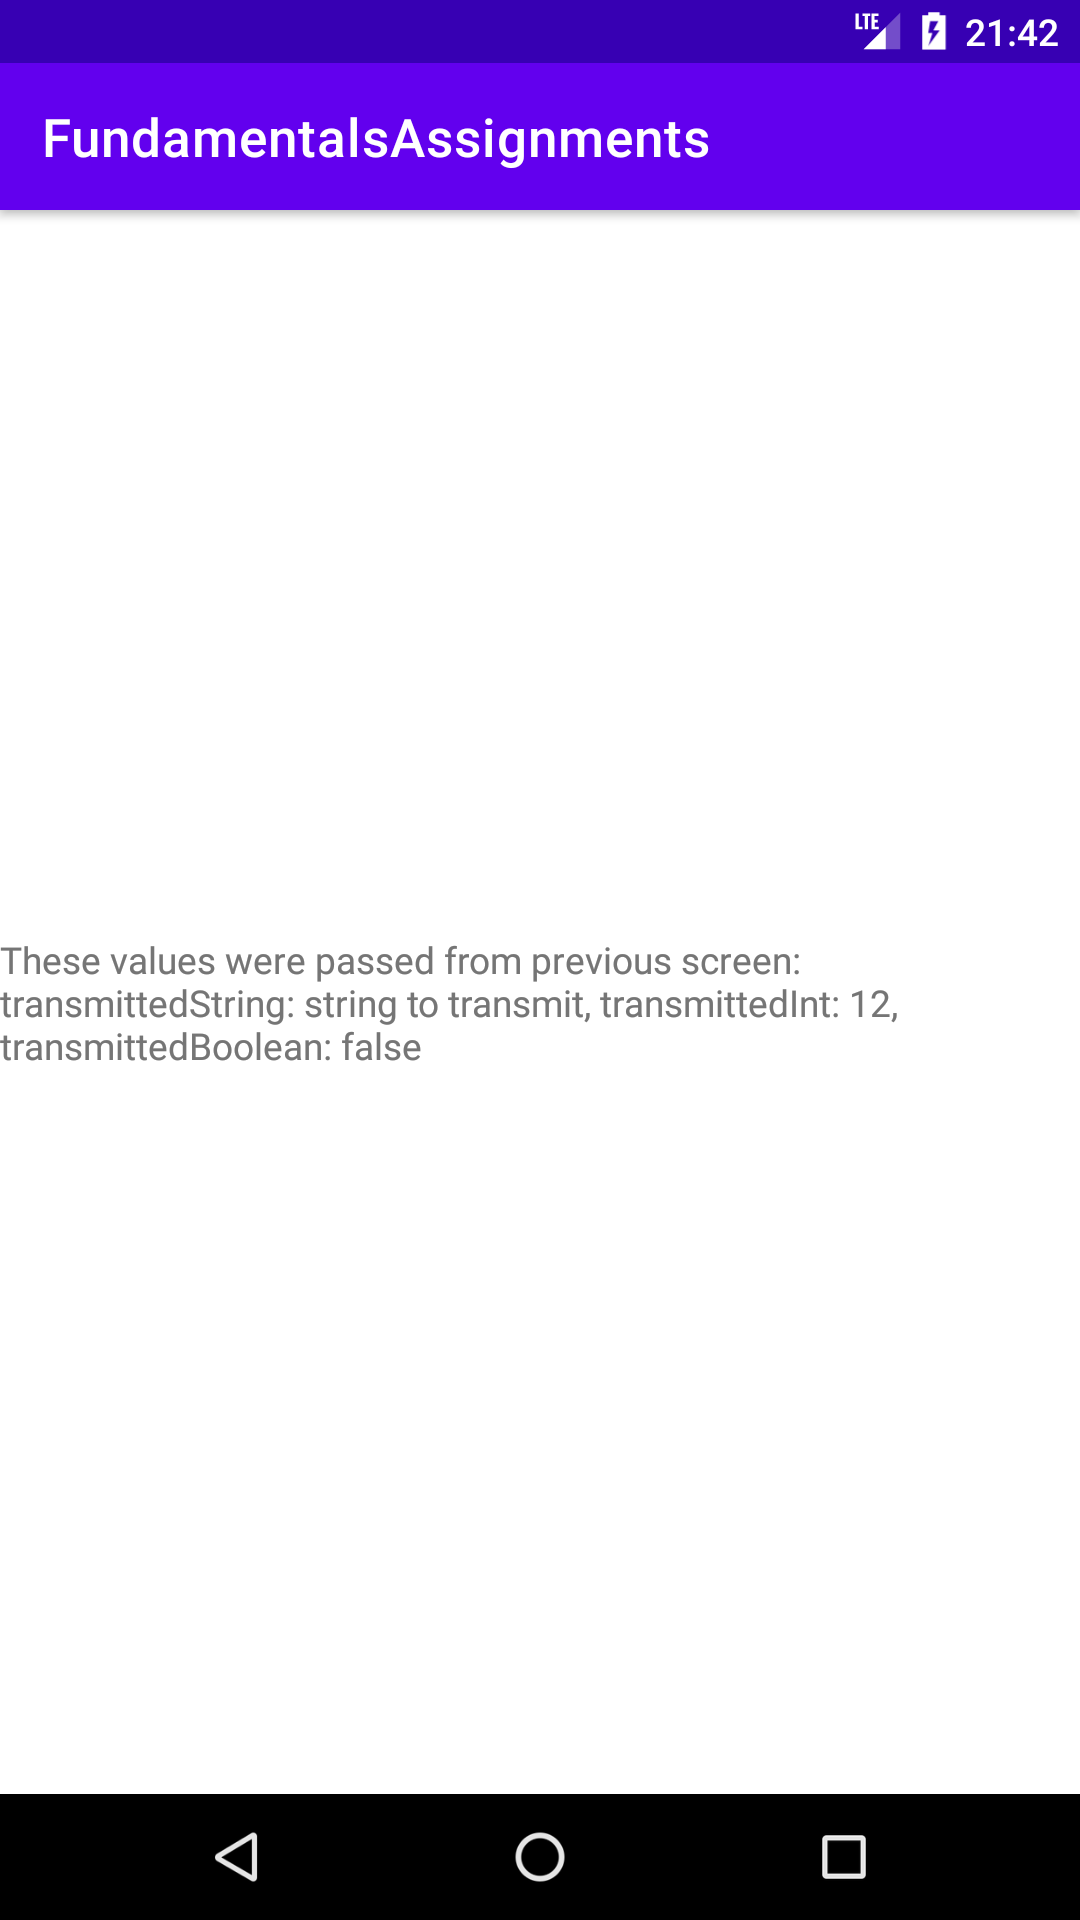 LTE 21:42
FundamentalsAssignments
These values were passed from previous screen:
transmittedString: string to transmit, transmittedInt: 12,
transmittedBoolean: false